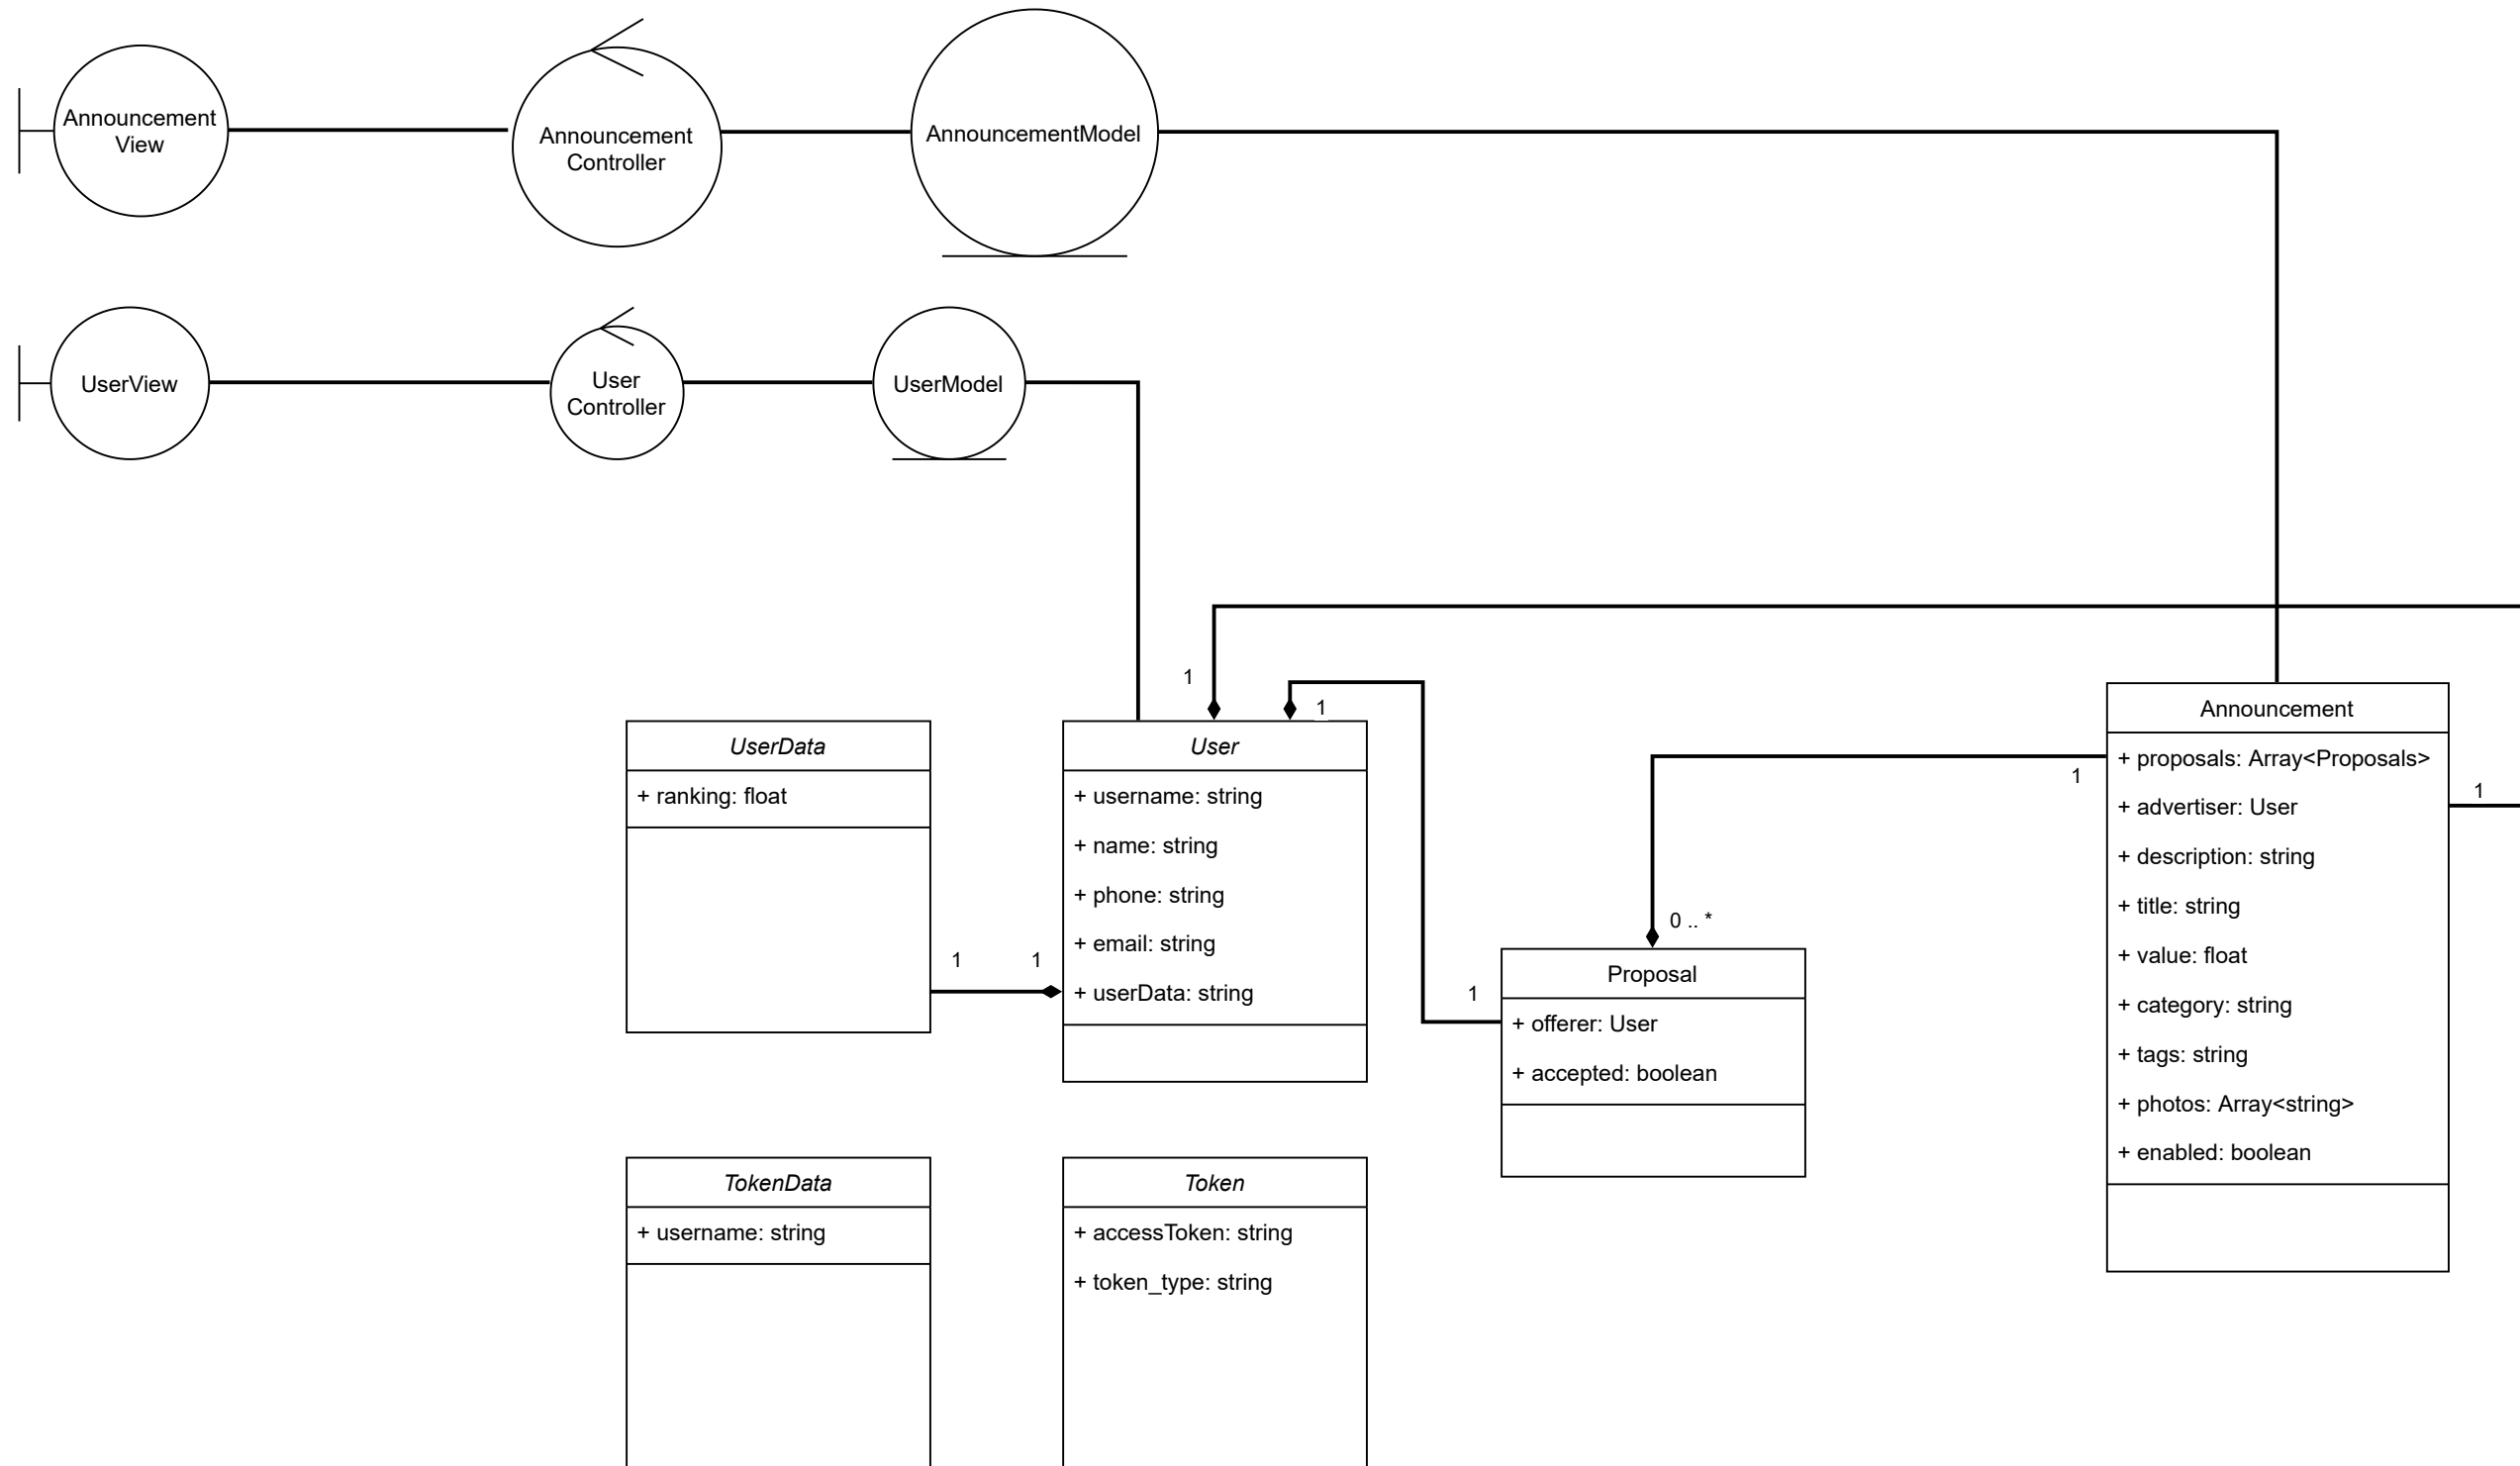 Announcement
View
Announcement
Controller
AnnouncementModel
UserView
User
Controller
UserModel
1
1
UserData
+ ranking: float
1
1
User
+ username: string
+ name: string
+ phone: string
+ email: string
+ userData: string
1
0 .. *
Proposal
+ offerer: User
+ accepted: boolean
1
1
Announcement
+ proposals: Array<Proposals>
+ advertiser: User
+ description: string
+ title: string
+ value: float
+ category: string
+ tags: string
+ photos: Array<string>
+ enabled: boolean
TokenData
+ username: string
Token
+ accessToken: string
+ token_type: string